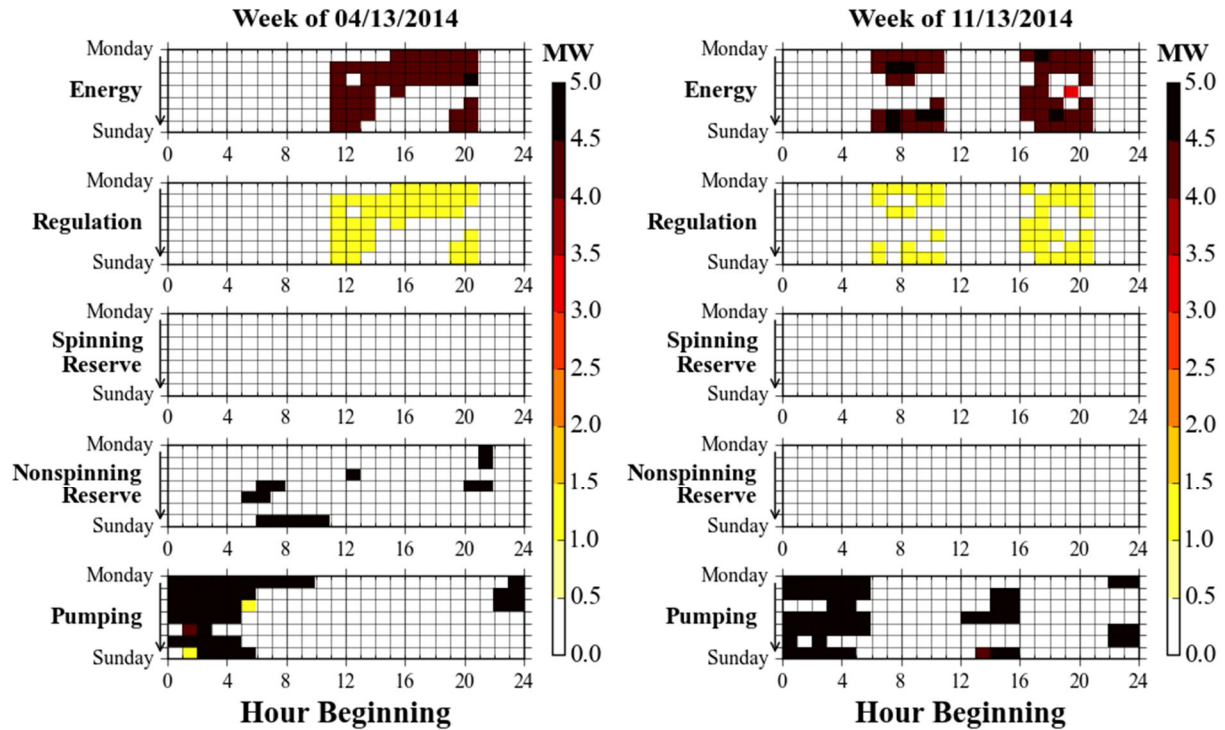 Week of 04/13/2014
Monday
Energy
Sunday
0 4 8 12 16 20 24
Monday
Regulation
Sunday
0 4 8 12 16 20 24
Monday
Spinning
Reserve
Sunday
0 4 8 12 16 20 24
Monday
Nonspinning
Reserve
Sunday
0 4 8 12 16 20 24
Monday
Pumping
Sunday
0 4 8 12 16 20 24
Hour Beginning
MW
5.0
4.5
4.0
3.5
3.0
2.5
2.0
1.5
1.0
0.5
0.0
Week of 11/13/2014
Monday
Energy
Sunday
0 4 8 12 16 20 24
Monday
Regulation
Sunday
0 4 8 12 16 20 24
Monday
Spinning
Reserve
Sunday
0 4 8 12 16 20 24
Monday
Nonspinning
Reserve
Sunday
0 4 8 12 16 20 24
Monday
Pumping
Sunday
0 4 8 12 16 20 24
Hour Beginning
MW
5.0
4.5
4.0
3.5
3.0
2.5
2.0
1.5
1.0
0.5
0.0